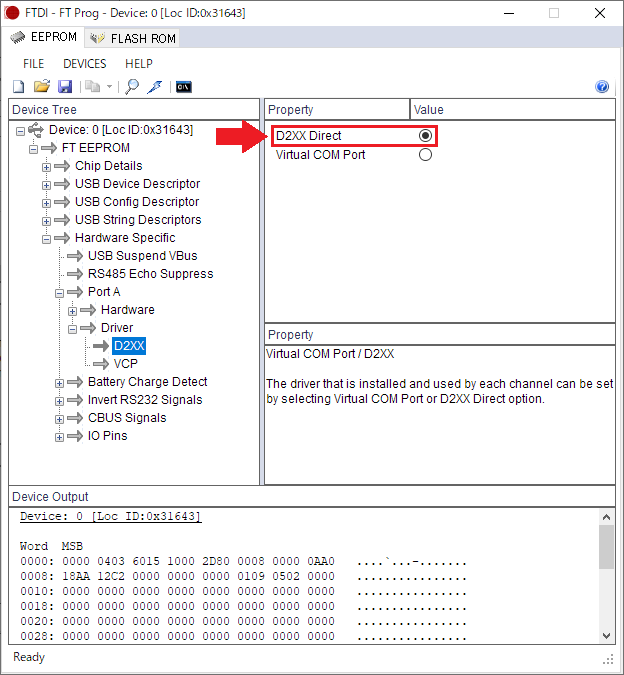 FTDI - FT Prog - Device: 0 [Loc ID:0x31643]
EEPROM
FLASH ROM
FILE DEVICES HELP
Device Tree
Device: 0 [Loc ID:0x31643]
FT EEPROM
Chip Details
USB Device Descriptor
USB Config Descriptor
USB String Descriptors
Hardware Specific
USB Suspend VBus
RS485 Echo Suppress
Port A
Hardware
Driver
D2XX
VCP
Battery Charge Detect
Invert RS232 Signals
CBUS Signals
IO Pins
Property Value
D2XX Direct
Virtual COM Port
Property
Virtual COM Port / D2XX
The driver that is installed and used by each channel can be set
by selecting Virtual COM Port or D2XX Direct option.
Device Output
Device: 0 [Loc ID:0x31643]
Word MSB
0000: 0000 0403 6015 1000 2D80 0008 0000 0AA0 ....`...-.......
0008: 18AA 12C2 0000 0000 0000 0109 0502 0000 ................
0010: 0000 0000 0000 0000 0000 0000 0000 0000 ................
0018: 0000 0000 0000 0000 0000 0000 0000 0000 ................
0020: 0000 0000 0000 0000 0000 0000 0000 0000 ................
0028: 0000 0000 0000 0000 0000 0000 0000 0000 ................
Ready